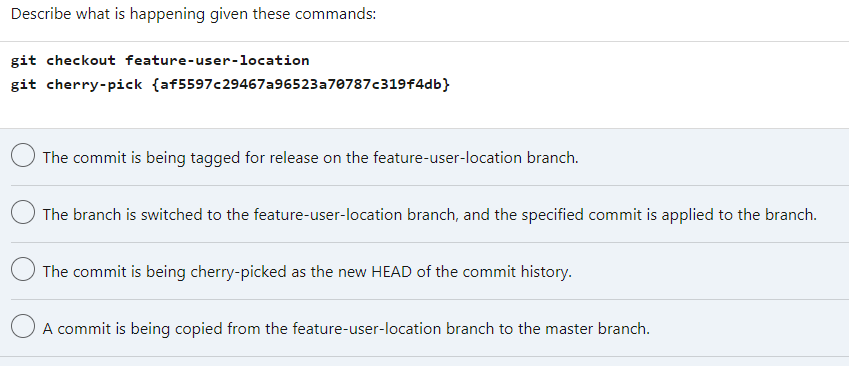 Describe what is happening given these commands:
git checkout feature-user-location
git cherry-pick {af5597c29467a96523a70787c319f4db}
The commit is being tagged for release on the feature-user-location branch.
The branch is switched to the feature-user-location branch, and the specified commit is applied to the branch.
The commit is being cherry-picked as the new HEAD of the commit history.
A commit is being copied from the feature-user-location branch to the master branch.